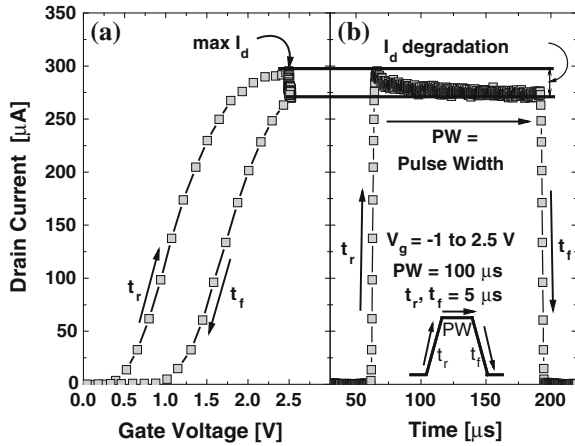 350
300
250
200
150
100
50
0
Drain Current [μA]
(a)
max I_d
t_r
t_f
0.0 0.5 1.0 1.5 2.0 2.5
Gate Voltage [V]
(b)
I_d degradation
PW =
Pulse Width
t_r
t_f
V_g = -1 to 2.5 V
PW = 100 μs
t_r, t_f = 5 μs
PW
t_r
t_f
50 100 150 200
Time [μs]